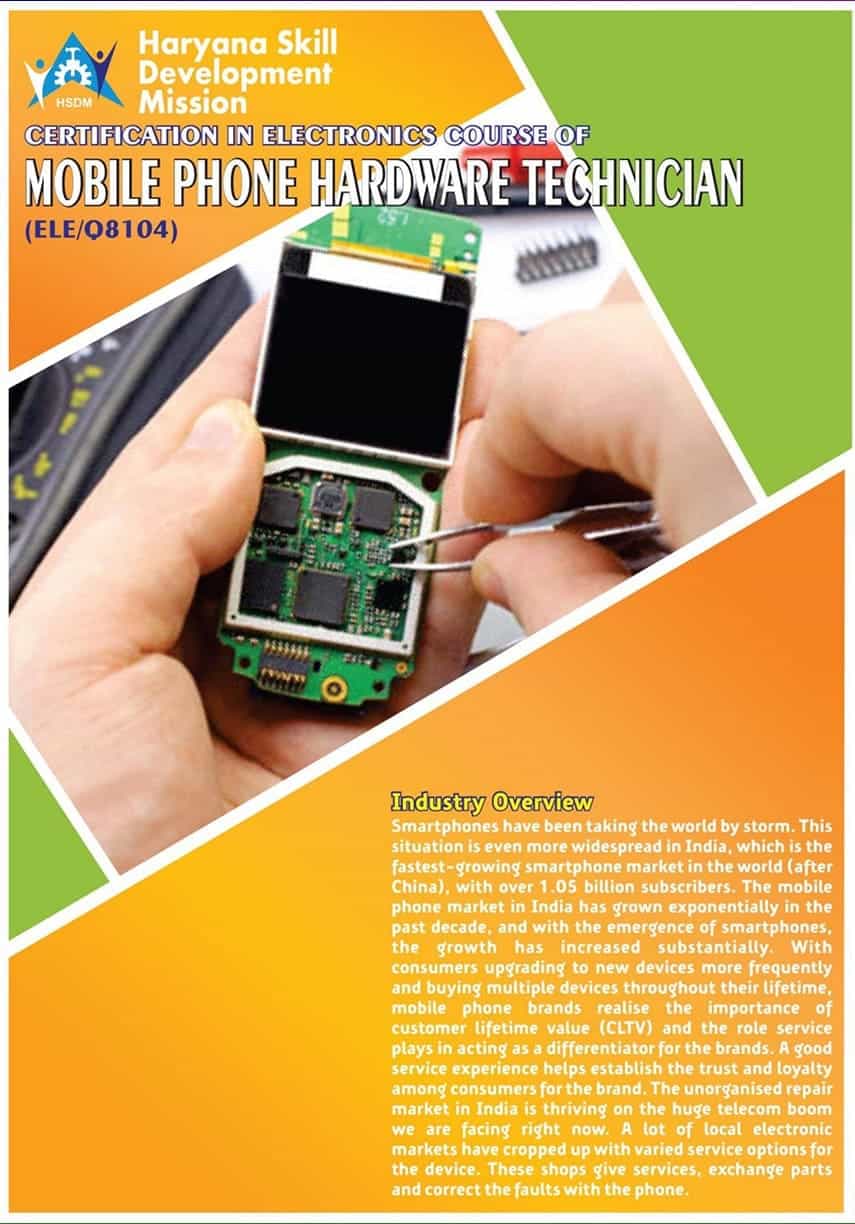 HSDM
Haryana Skill
Development
Mission
CERTIFICATION IN ELECTRONICS COURSE OF
MOBILE PHONE HARDWARE TECHNICIAN
(ELE/Q8104)
Industry Overview
Smartphones have been taking the world by storm. This
situation is even more widespread in India, which is the
fastest-growing smartphone market in the world (after
China), with over 1.05 billion subscribers. The mobile
phone market in India has grown exponentially in the
past decade, and with the emergence of smartphones,
the growth has increased substantially. With
consumers upgrading to new devices more frequently
and buying multiple devices throughout their lifetime,
mobile phone brands realise the importance of
customer lifetime value (CLTV) and the role service
plays in acting as a differentiator for the brands. A good
service experience helps establish the trust and loyalty
among consumers for the brand. The unorganised repair
market in India is thriving on the huge telecom boom
we are facing right now. A lot of local electronic
markets have cropped up with varied service options for
the device. These shops give services, exchange parts
and correct the faults with the phone.